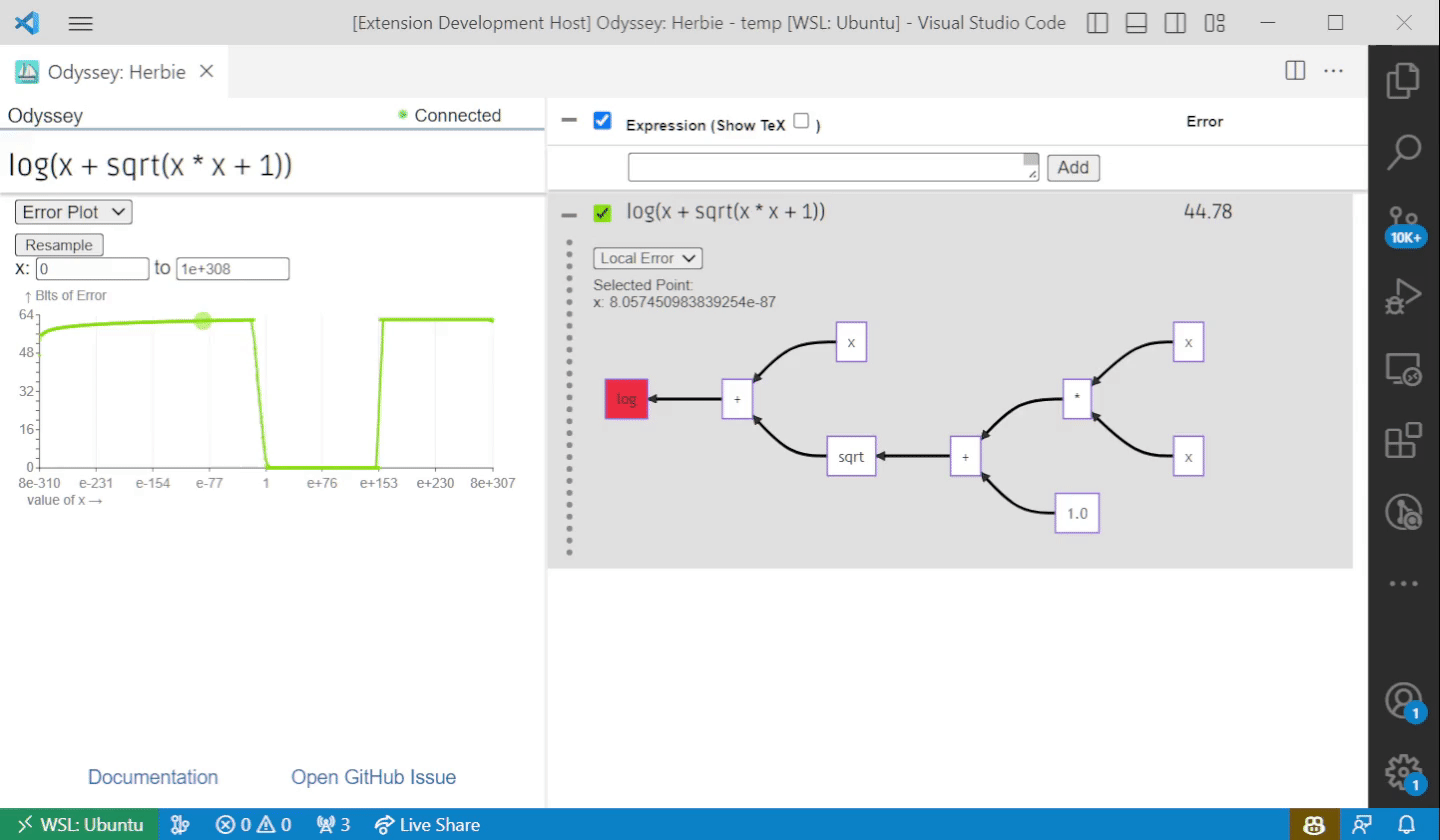 [Extension Development Host] Odyssey: Herbie - temp [WSL: Ubuntu] - Visual Studio Code
Odyssey: Herbie
Odyssey
Connected
log(x + sqrt(x * x + 1))
Error Plot
Resample
x: 0 to 1e+308
↑ BIts of Error
64
48
32
16
0
8e-310 e-231 e-154 e-77 1 e+76 e+153 e+230 8e+307
value of x →
Documentation
Open GitHub Issue
Expression (Show TeX )
Error
Add
log(x + sqrt(x * x + 1))
44.78
Local Error
Selected Point:
x: 8.057450983839254e-87
x
x
log
+
*
sqrt
+
x
1.0
10K+
1
1
WSL: Ubuntu
0
0
3
Live Share